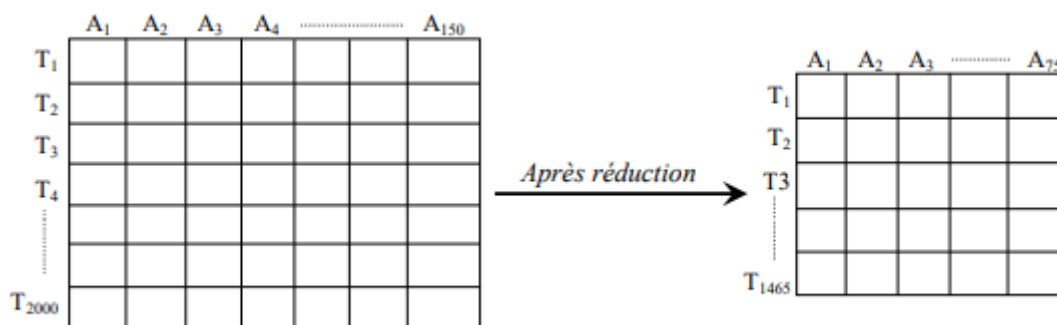 A1 A2 A3 A4 A150
T1
T2
T3
T4
T2000
Après réduction
A1 A2 A3 A75
T1
T2
T3
T1465